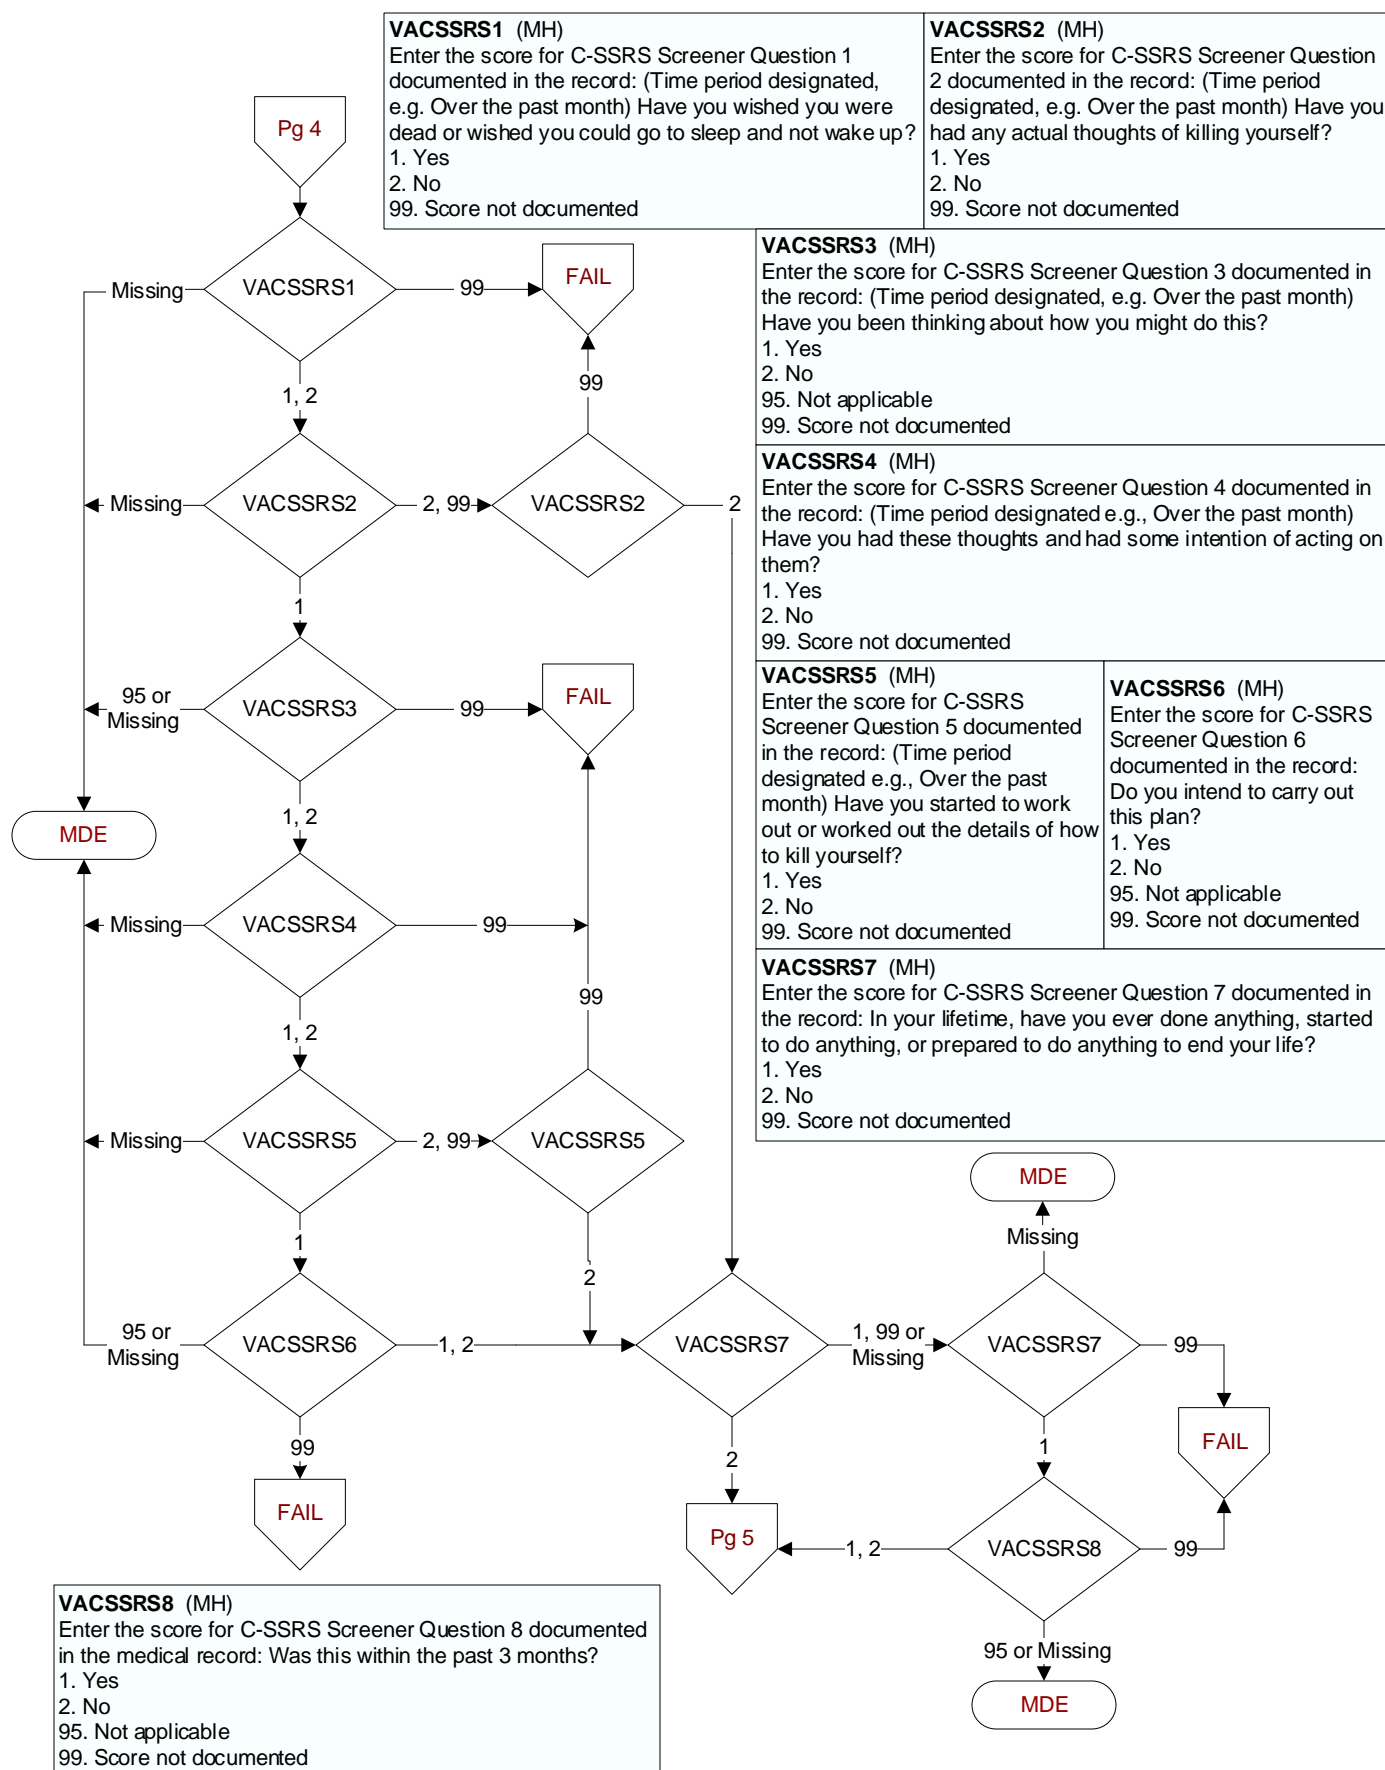 VACSSRS1 (MH)
Enter the score for C-SSRS Screener Question 1
documented in the record: (Time period designated,
e.g. Over the past month) Have you wished you were
dead or wished you could go to sleep and not wake up?
1. Yes
2. No
99. Score not documented
VACSSRS2 (MH)
Enter the score for C-SSRS Screener Question
2 documented in the record: (Time period
designated, e.g. Over the past month) Have you
had any actual thoughts of killing yourself?
1. Yes
2. No
99. Score not documented
VACSSRS3 (MH)
Enter the score for C-SSRS Screener Question 3 documented in
the record: (Time period designated, e.g. Over the past month)
Have you been thinking about how you might do this?
1. Yes
2. No
95. Not applicable
99. Score not documented
VACSSRS4 (MH)
Enter the score for C-SSRS Screener Question 4 documented in
the record: (Time period designated e.g., Over the past month)
Have you had these thoughts and had some intention of acting on
them?
1. Yes
2. No
99. Score not documented
VACSSRS5 (MH)
Enter the score for C-SSRS
Screener Question 5 documented
in the record: (Time period
designated e.g., Over the past
month) Have you started to work
out or worked out the details of how
to kill yourself?
1. Yes
2. No
99. Score not documented
VACSSRS6 (MH)
Enter the score for C-SSRS
Screener Question 6
documented in the record:
Do you intend to carry out
this plan?
1. Yes
2. No
95. Not applicable
99. Score not documented
VACSSRS7 (MH)
Enter the score for C-SSRS Screener Question 7 documented in
the record: In your lifetime, have you ever done anything, started
to do anything, or prepared to do anything to end your life?
1. Yes
2. No
99. Score not documented
Pg 4
Missing
VACSSRS1
99
FAIL
1, 2
99
Missing
VACSSRS2
2, 99
VACSSRS2
2
1
95 or
Missing
VACSSRS3
99
FAIL
1, 2
MDE
Missing
VACSSRS4
99
99
1, 2
Missing
VACSSRS5
2, 99
VACSSRS5
1
2
MDE
Missing
95 or
Missing
VACSSRS6
1, 2
VACSSRS7
1, 99 or
Missing
VACSSRS7
99
99
FAIL
2
1
FAIL
Pg 5
1, 2
VACSSRS8
99
95 or Missing
MDE
VACSSRS8 (MH)
Enter the score for C-SSRS Screener Question 8 documented
in the medical record: Was this within the past 3 months?
1. Yes
2. No
95. Not applicable
99. Score not documented